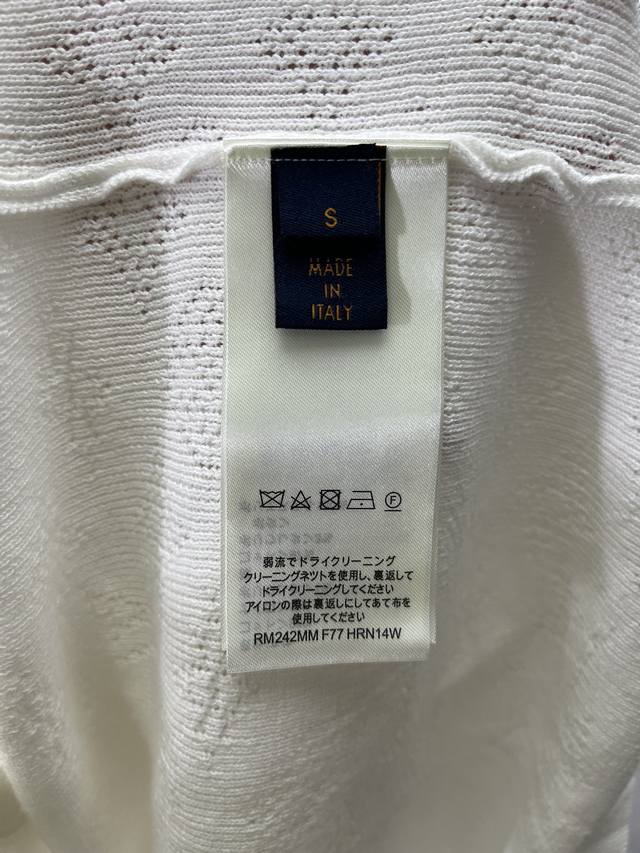 S
MADE
IN
ITALY
F
弱流でドライクリーニング
クリーニングネツトを使用し、裏返して
ドライクリーニングしてください
アイロンの際は裏返しにしてあて布を
使用してください
RM242MM F77 HRN14W